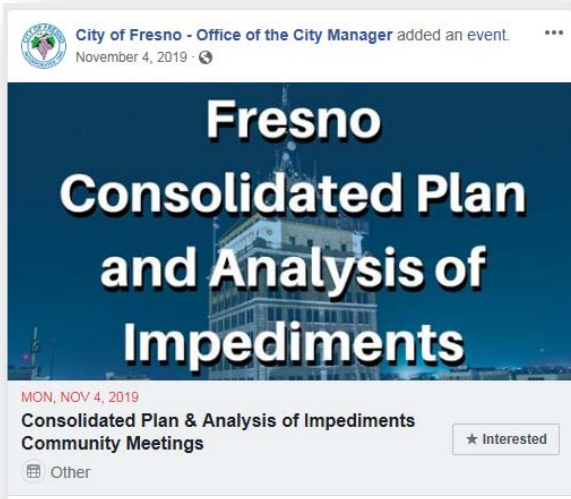 City of Fresno - Office of the City Manager added an event.
November 4, 2019 ·
Fresno
Consolidated Plan
and Analysis of
Impediments
MON, NOV 4, 2019
Consolidated Plan & Analysis of Impediments
Community Meetings
★ Interested
Other